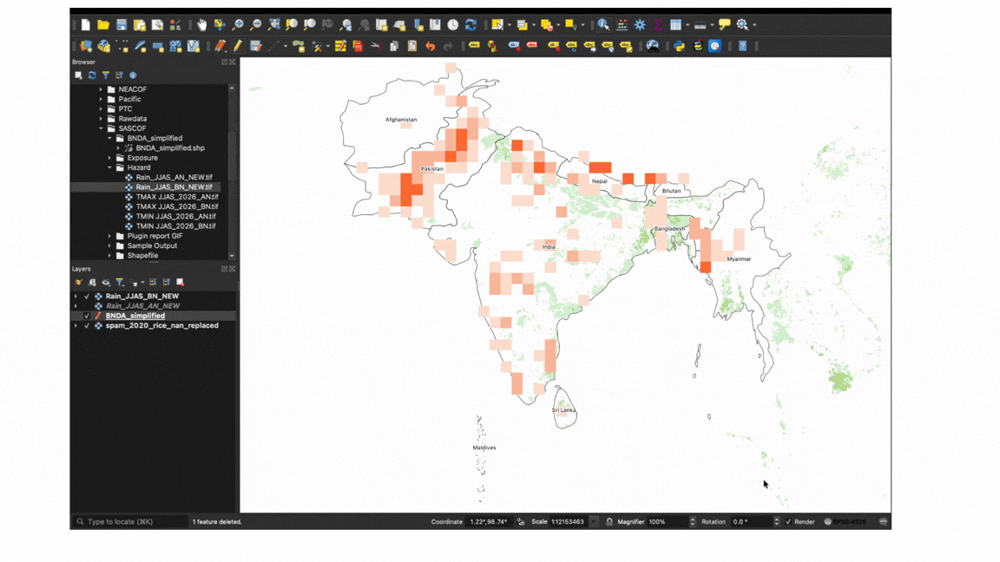 Browser
NEACOF
Pacific
PTC
Rawdata
SASCOF
BNDA_simplified
BNDA_simplified.shp
Exposure
Hazard
Rain_JJAS_AN_NEW.tif
Rain_JJAS_BN_NEW.tif
TMAX JJAS_2026_AN.tif
TMAX JJAS_2026_BN.tif
TMIN JJAS_2026_AN.tif
TMIN JJAS_2026_BN.tif
Plugin report GIF
Sample Output
Shapefile
Layers
Rain_JJAS_BN_NEW
Rain_JJAS_AN_NEW
BNDA_simplified
spam_2020_rice_nan_replaced
Afghanistan
Pakistan
Nepal
Bhutan
Bangladesh
India
Myanmar
Sri Lanka
Maldives
Type to locate (⌘K)
1 feature deleted.
Coordinate 1.22°,98.74°
Scale 1:12153463
Magnifier 100%
Rotation 0.0 °
Render
EPSG:4326